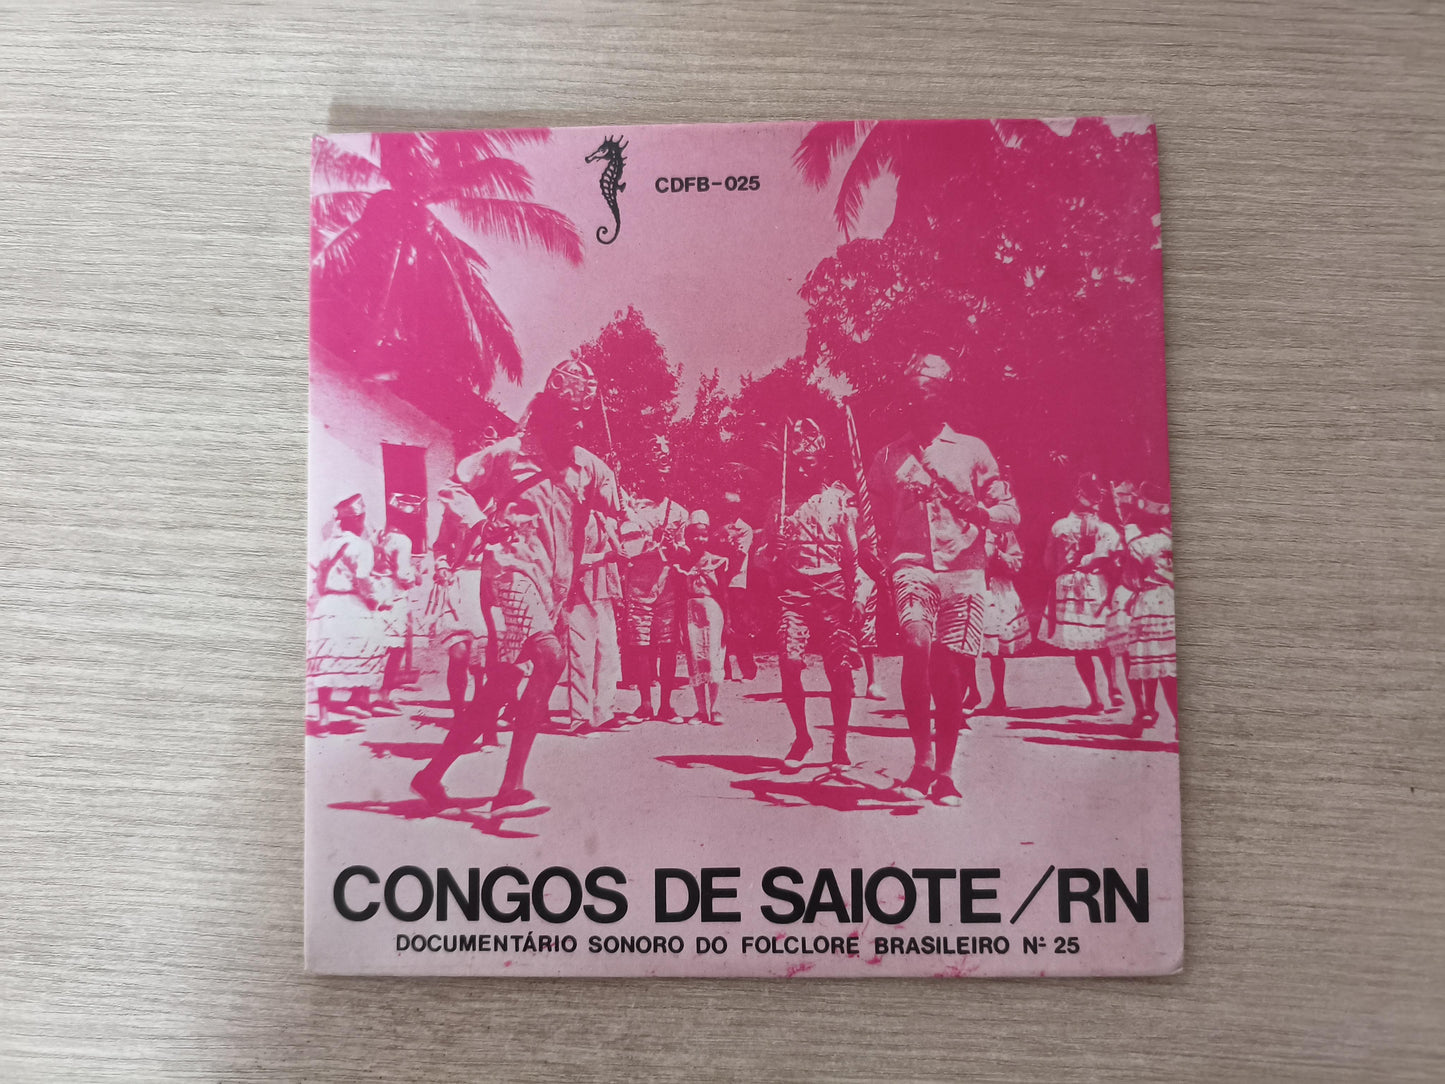 CDFB-025
CONGOS DE SAIOTE/RN
DOCUMENTÁRIO SONORO DO FOLCLORE BRASILEIRO Nº 25